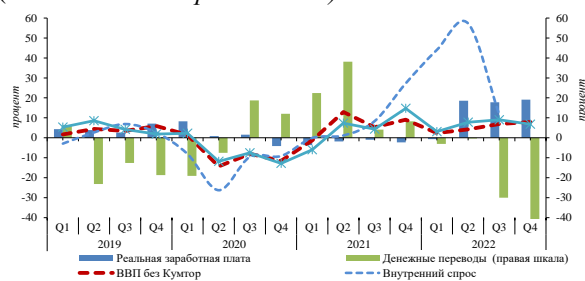 60 60
50 50
40 40
30 30
20 20
10 10
0 0
-10 -10
-20 -20
-30 -30
-40 -40
процент
процент
Q1 Q2 Q3 Q4 Q1 Q2 Q3 Q4 Q1 Q2 Q3 Q4 Q1 Q2 Q3 Q4
2019 2020 2021 2022
Реальная заработная плата Денежные переводы (правая шкала)
ВВП без Кумтор Внутренний спрос